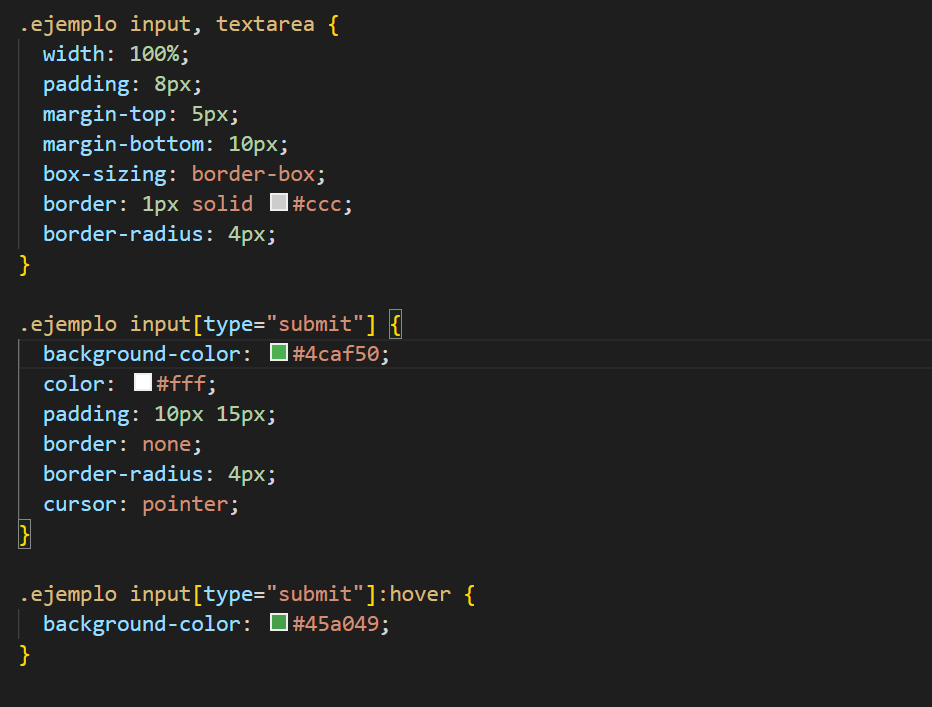 .ejemplo input, textarea {
  width: 100%;
  padding: 8px;
  margin-top: 5px;
  margin-bottom: 10px;
  box-sizing: border-box;
  border: 1px solid #ccc;
  border-radius: 4px;
}
.ejemplo input[type="submit"] {
  background-color: #4caf50;
  color: #fff;
  padding: 10px 15px;
  border: none;
  border-radius: 4px;
  cursor: pointer;
}
.ejemplo input[type="submit"]:hover {
  background-color: #45a049;
}